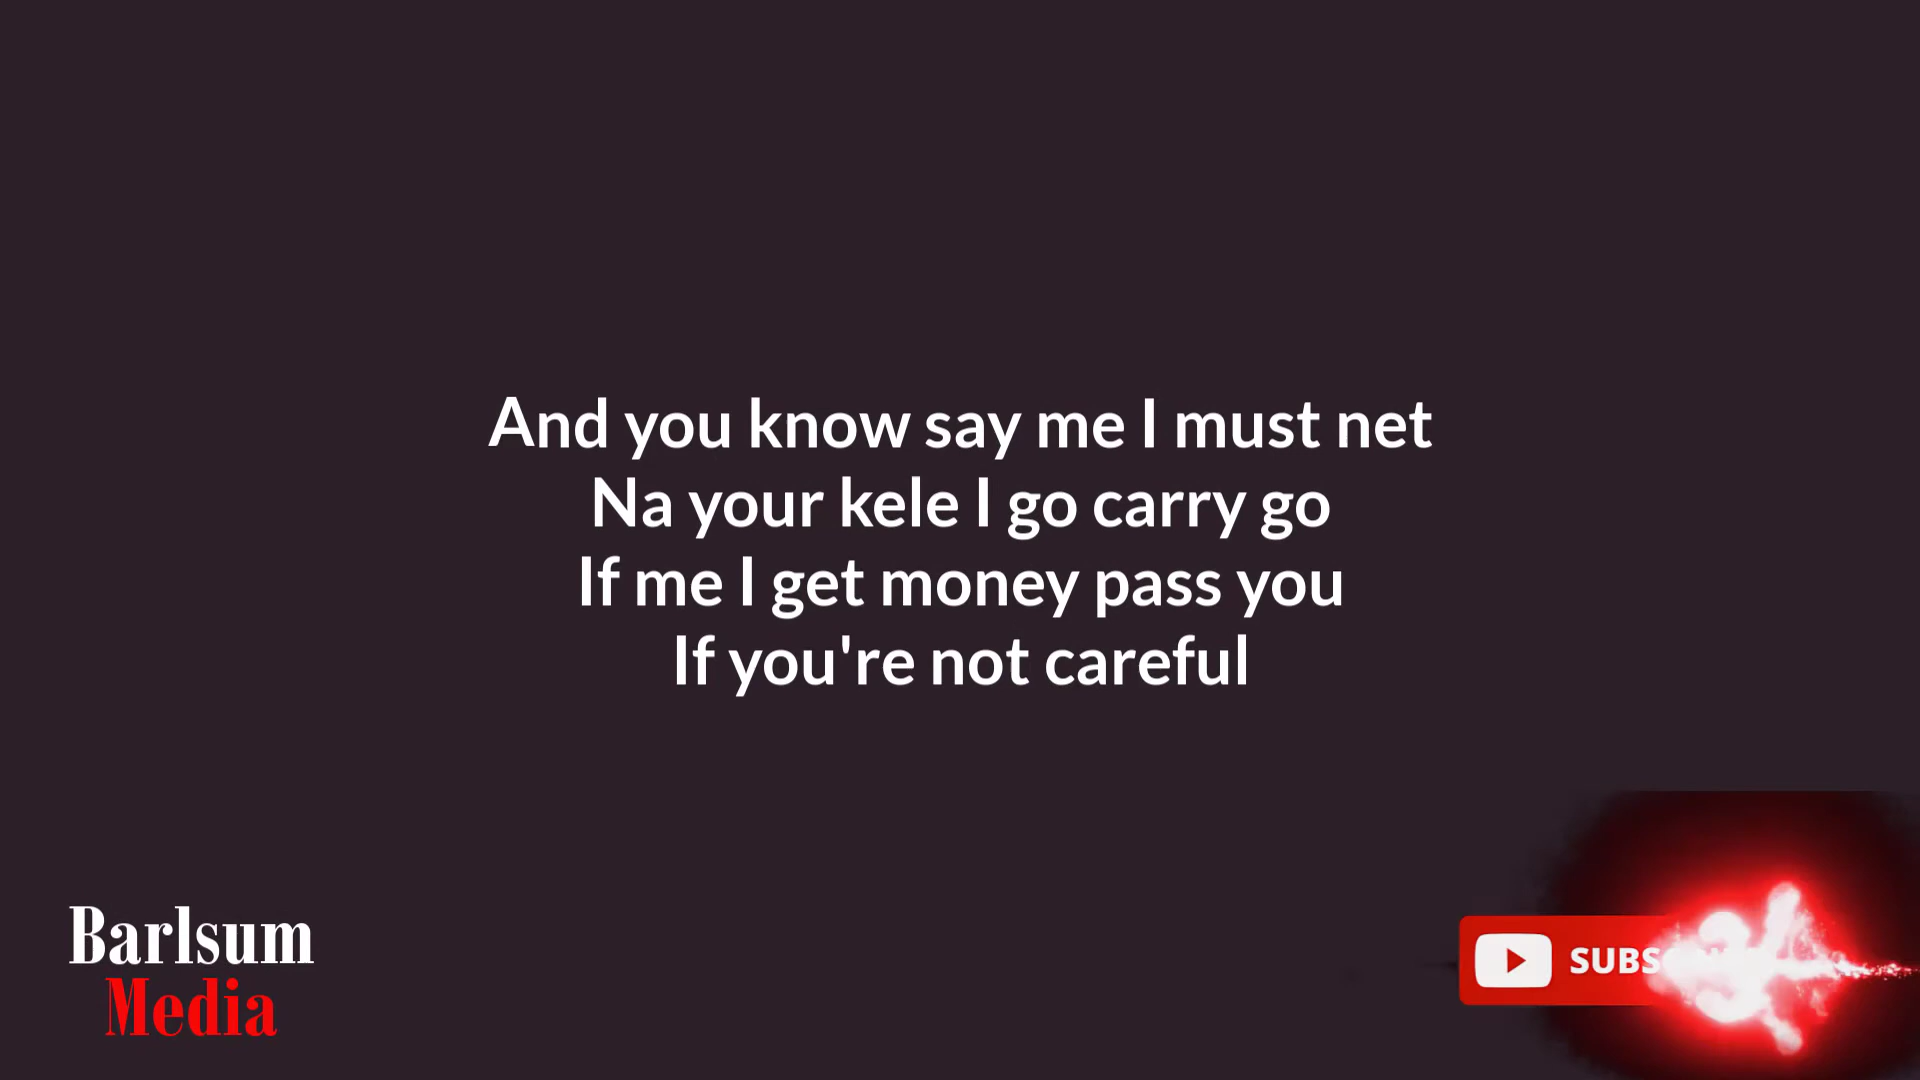 And you know say me I must net
Na your kele I go carry go
If me I get money pass you
If you're not careful
Barlsum
Media